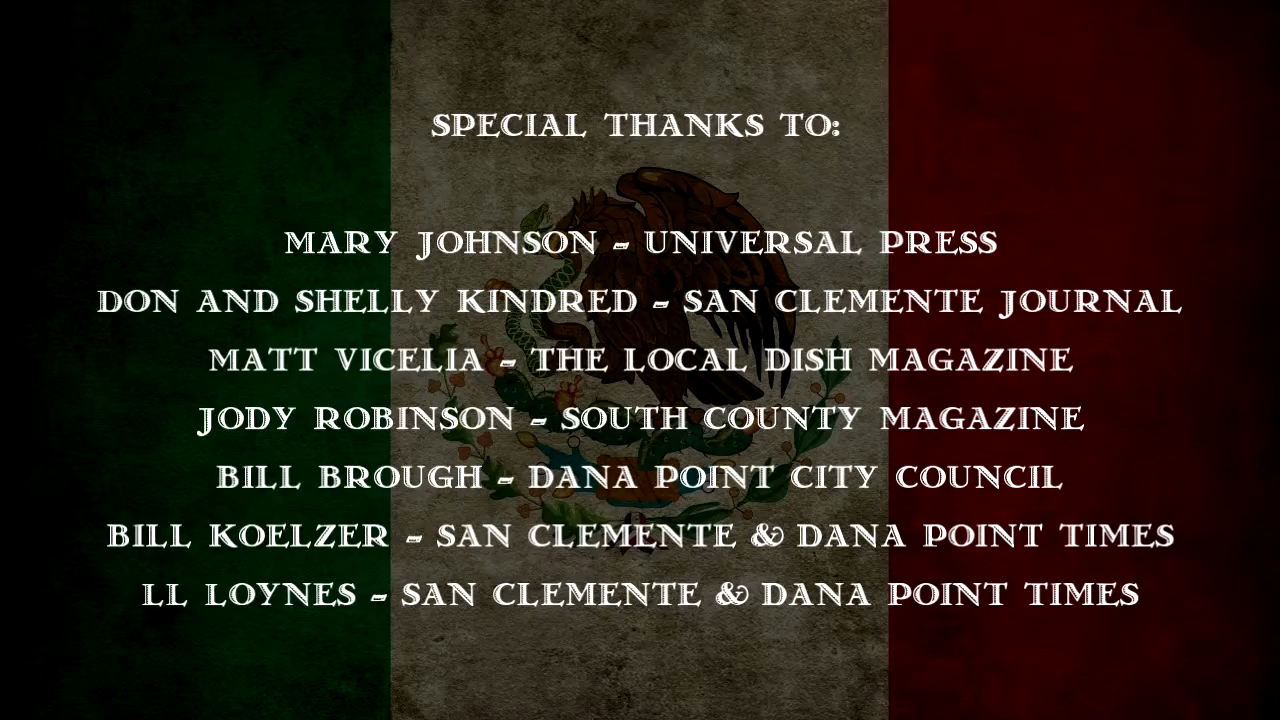 SPECIAL THANKS TO:
MARY JOHNSON - UNIVERSAL PRESS
DON AND SHELLY KINDRED - SAN CLEMENTE JOURNAL
MATT VICELIA - THE LOCAL DISH MAGAZINE
JODY ROBINSON - SOUTH COUNTY MAGAZINE
BILL BROUGH - DANA POINT CITY COUNCIL
BILL KOELZER - SAN CLEMENTE & DANA POINT TIMES
LL LOYNES - SAN CLEMENTE & DANA POINT TIMES